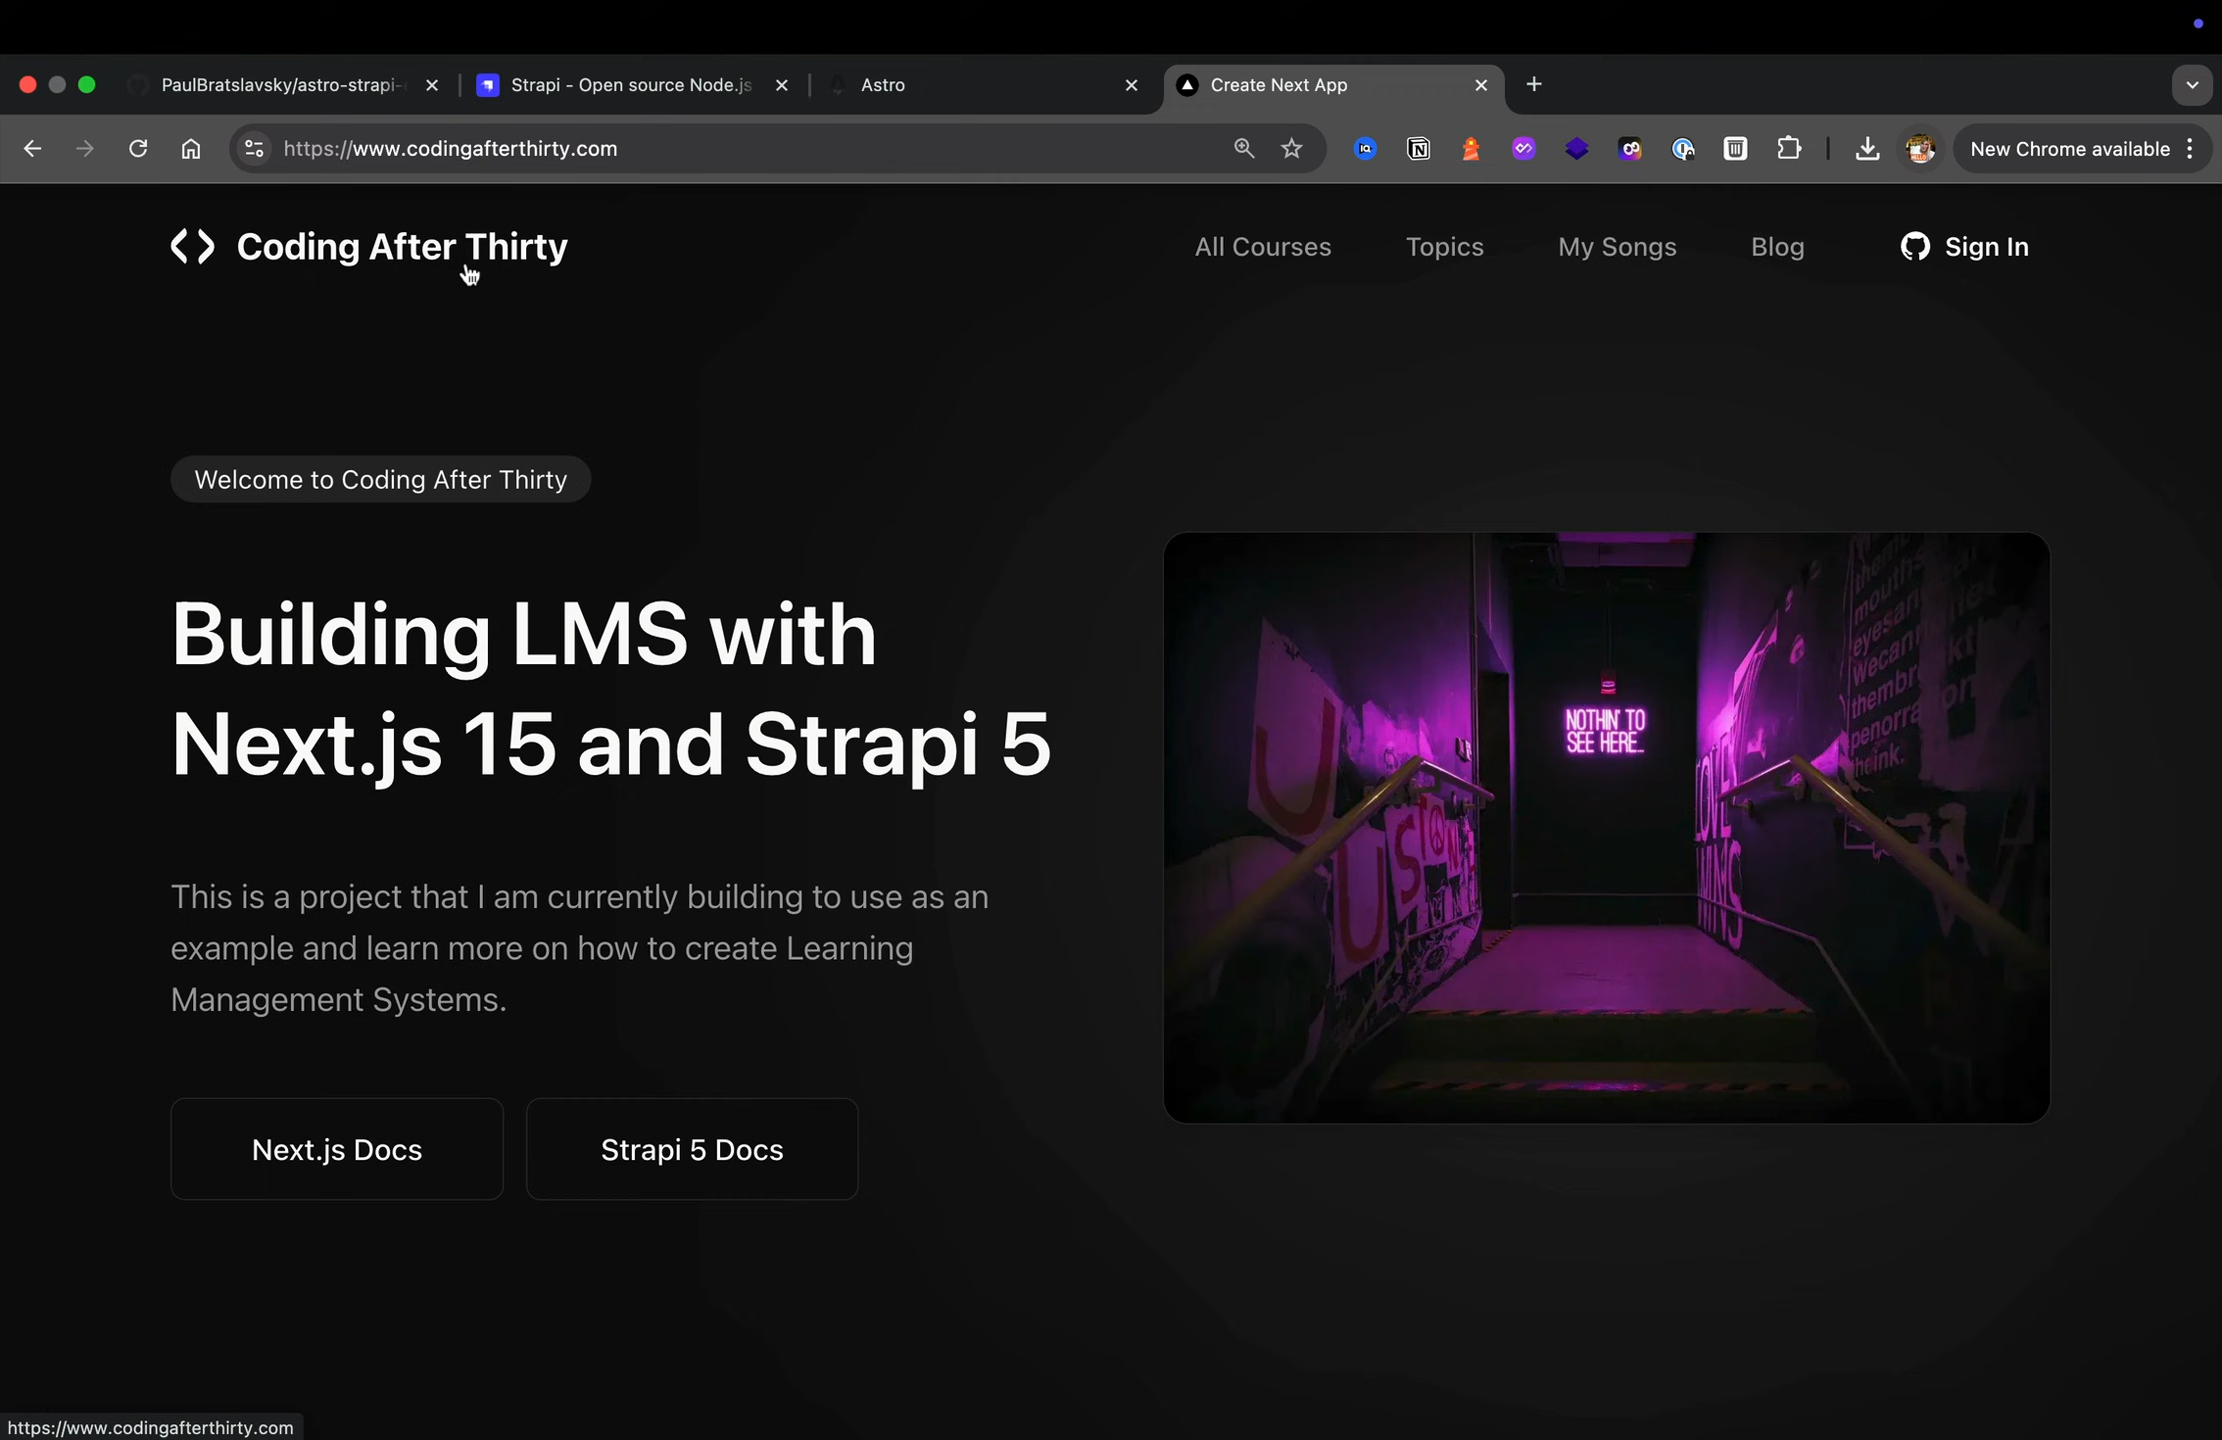 PaulBratslavsky/astro-strapi-
Strapi - Open source Node.js
Astro
Create Next App
https://www.codingafterthirty.com
New Chrome available
Coding After Thirty
All Courses
Topics
My Songs
Blog
Sign In
Welcome to Coding After Thirty
Building LMS with
Next.js 15 and Strapi 5
This is a project that I am currently building to use as an
example and learn more on how to create Learning
Management Systems.
Next.js Docs
Strapi 5 Docs
NOTHIN' TO
SEE HERE...
https://www.codingafterthirty.com